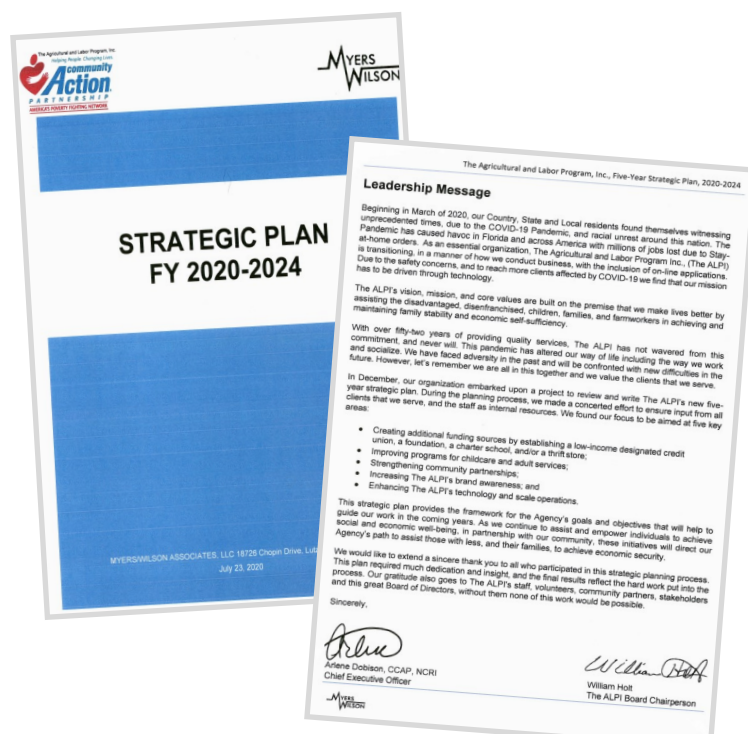 The Agricultural and Labor Program, Inc.
Helping People. Changing Lives.
community
Action
PARTNERSHIP
AMERICA'S POVERTY FIGHTING NETWORK
MYERS
WILSON
STRATEGIC PLAN
FY 2020-2024
MYERS/WILSON ASSOCIATES, LLC 18726 Chopin Drive, Lutz
July 23, 2020
The Agricultural and Labor Program, Inc., Five-Year Strategic Plan, 2020-2024
Leadership Message
Beginning in March of 2020, our Country, State and Local residents found themselves witnessing
unprecedented times, due to the COVID-19 Pandemic, and racial unrest around this nation. The
Pandemic has caused havoc in Florida and across America with millions of jobs lost due to Stay-
at-home orders. As an essential organization, The Agricultural and Labor Program Inc., (The ALPI)
is transitioning, in a manner of how we conduct business, with the inclusion of on-line applications.
Due to the safety concerns, and to reach more clients affected by COVID-19 we find that our mission
has to be driven through technology.
The ALPI's vision, mission, and core values are built on the premise that we make lives better by
assisting the disadvantaged, disenfranchised, children, families, and farmworkers in achieving and
maintaining family stability and economic self-sufficiency.
With over fifty-two years of providing quality services, The ALPI has not wavered from this
commitment, and never will. This pandemic has altered our way of life including the way we work
and socialize. We have faced adversity in the past and will be confronted with new difficulties in the
future. However, let's remember we are all in this together and we value the clients that we serve.
In December, our organization embarked upon a project to review and write The ALPI's new five-
year strategic plan. During the planning process, we made a concerted effort to ensure input from all
clients that we serve, and the staff as internal resources. We found our focus to be aimed at five key
areas:
• Creating additional funding sources by establishing a low-income designated credit
union, a foundation, a charter school, and/or a thrift store;
• Improving programs for childcare and adult services;
• Strengthening community partnerships;
• Increasing The ALPI's brand awareness; and
• Enhancing The ALPI's technology and scale operations.
This strategic plan provides the framework for the Agency's goals and objectives that will help to
guide our work in the coming years. As we continue to assist and empower individuals to achieve
social and economic well-being, in partnership with our community, these initiatives will direct our
Agency's path to assist those with less, and their families, to achieve economic security.
We would like to extend a sincere thank you to all who participated in this strategic planning process.
This plan required much dedication and insight, and the final results reflect the hard work put into the
process. Our gratitude also goes to The ALPI's staff, volunteers, community partners, stakeholders
and this great Board of Directors, without them none of this work would be possible.
Sincerely,
Arlene
William Holt
Arlene Dobison, CCAP, NCRI
Chief Executive Officer
William Holt
The ALPI Board Chairperson
MYERS
WILSON